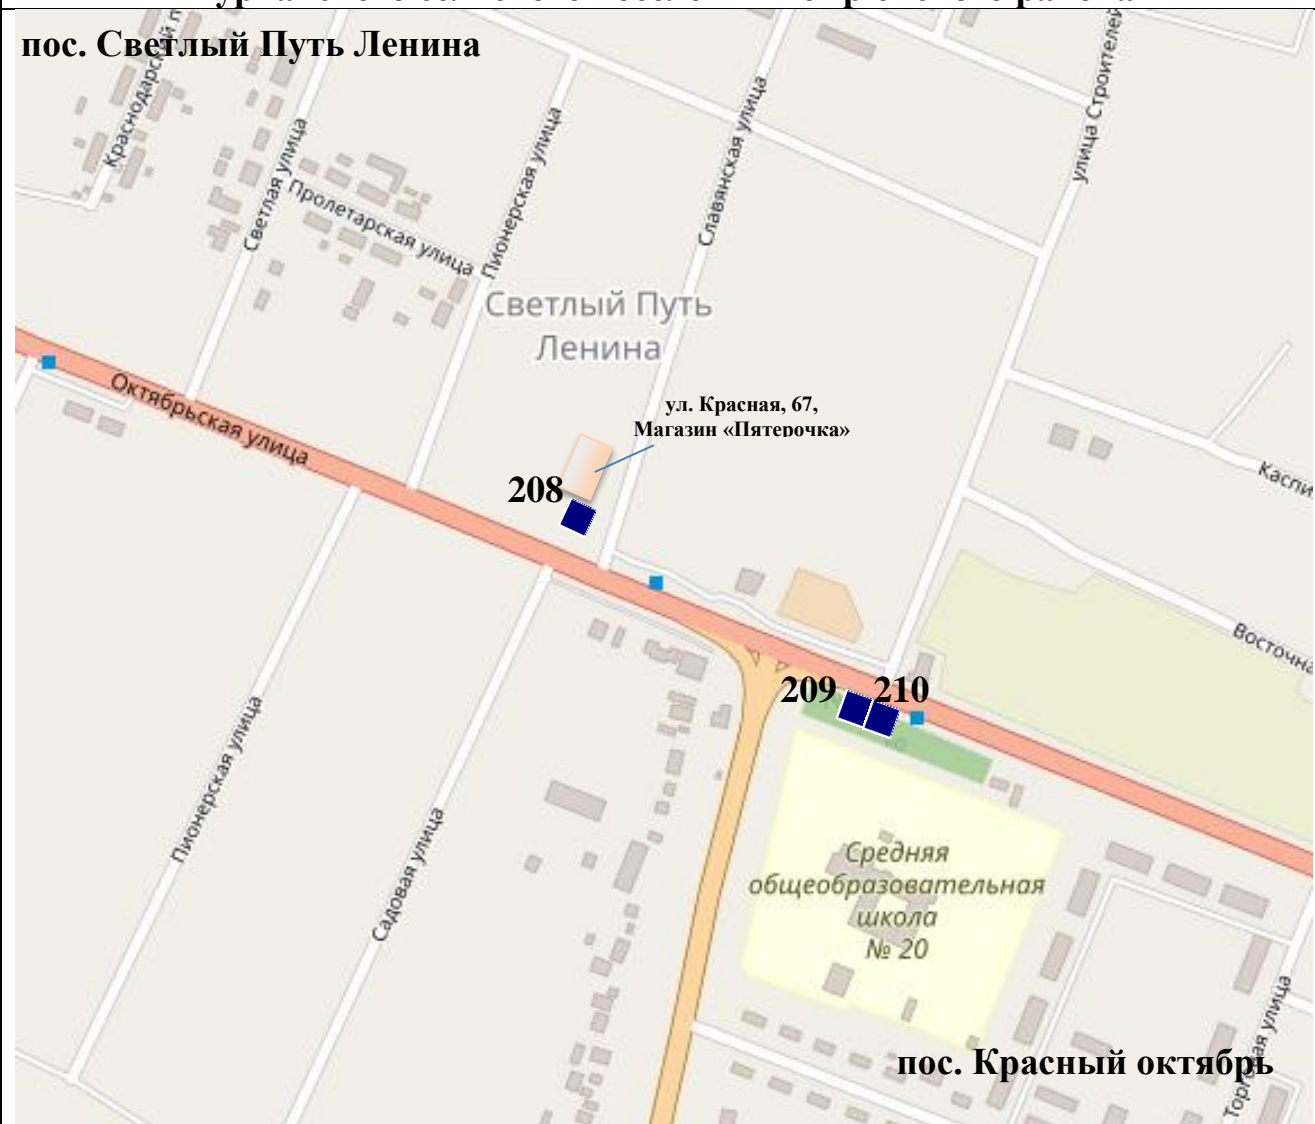 пос. Светлый Путь Ленина
Краснодарский п
Светлая улица
Пролетарская улица
Пионерская улица
Славянская улица
улица Строителей
Светлый Путь
Ленина
Октябрьская улица
ул. Красная, 67,
Магазин «Пятерочка»
208
Каспи
Восточна
209
210
Пионерская улица
Садовая улица
Средняя
общеобразовательная
школа
№ 20
пос. Красный октябрь
Торговая улица